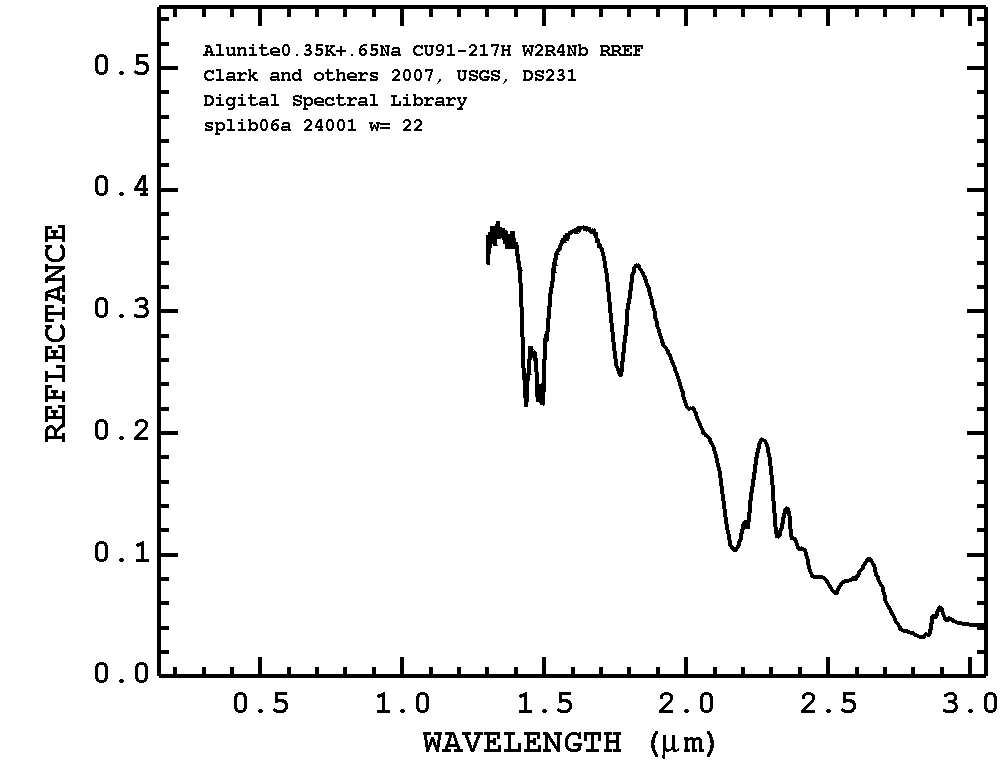 Alunite0.35K+.65Na CU91-217H W2R4Nb RREF
Clark and others 2007, USGS, DS231
Digital Spectral Library
splib06a 24001 w= 22
REFLECTANCE
0.5
0.4
0.3
0.2
0.1
0.0
0.5 1.0 1.5 2.0 2.5 3.0
WAVELENGTH (μm)